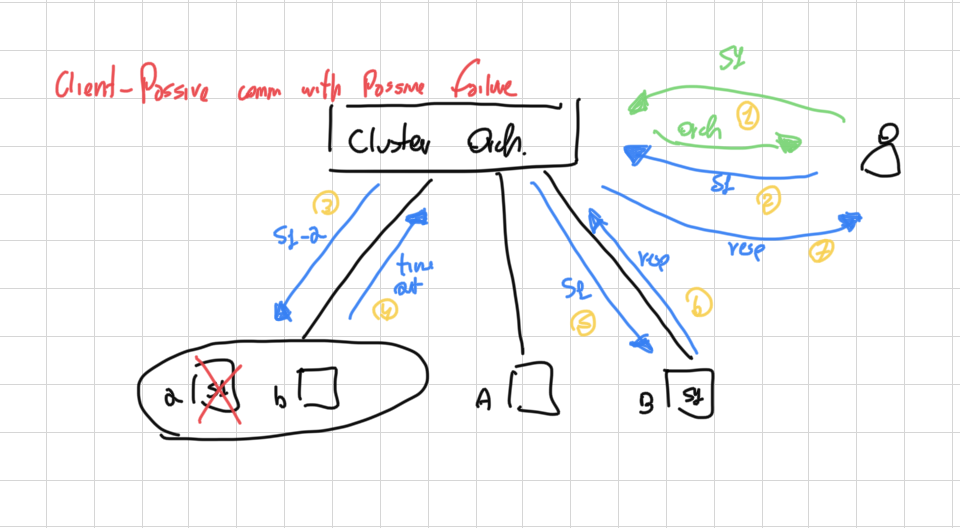 Client-Passive comm with Passive failure
S1
1
Cluster Orch.
orch
S1
2
3
S1-a
resp
7
time
out
4
resp
S1
5
6
a
S1
b
A
B
S1